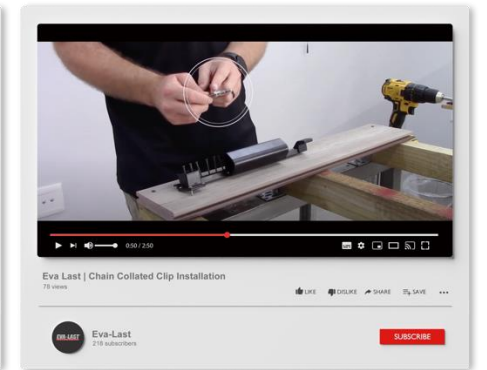 0:50 / 2:50
Eva Last | Chain Collated Clip Installation
78 views
LIKE DISLIKE SHARE SAVE
EVA-LAST
Eva-Last
218 subscribers
SUBSCRIBE